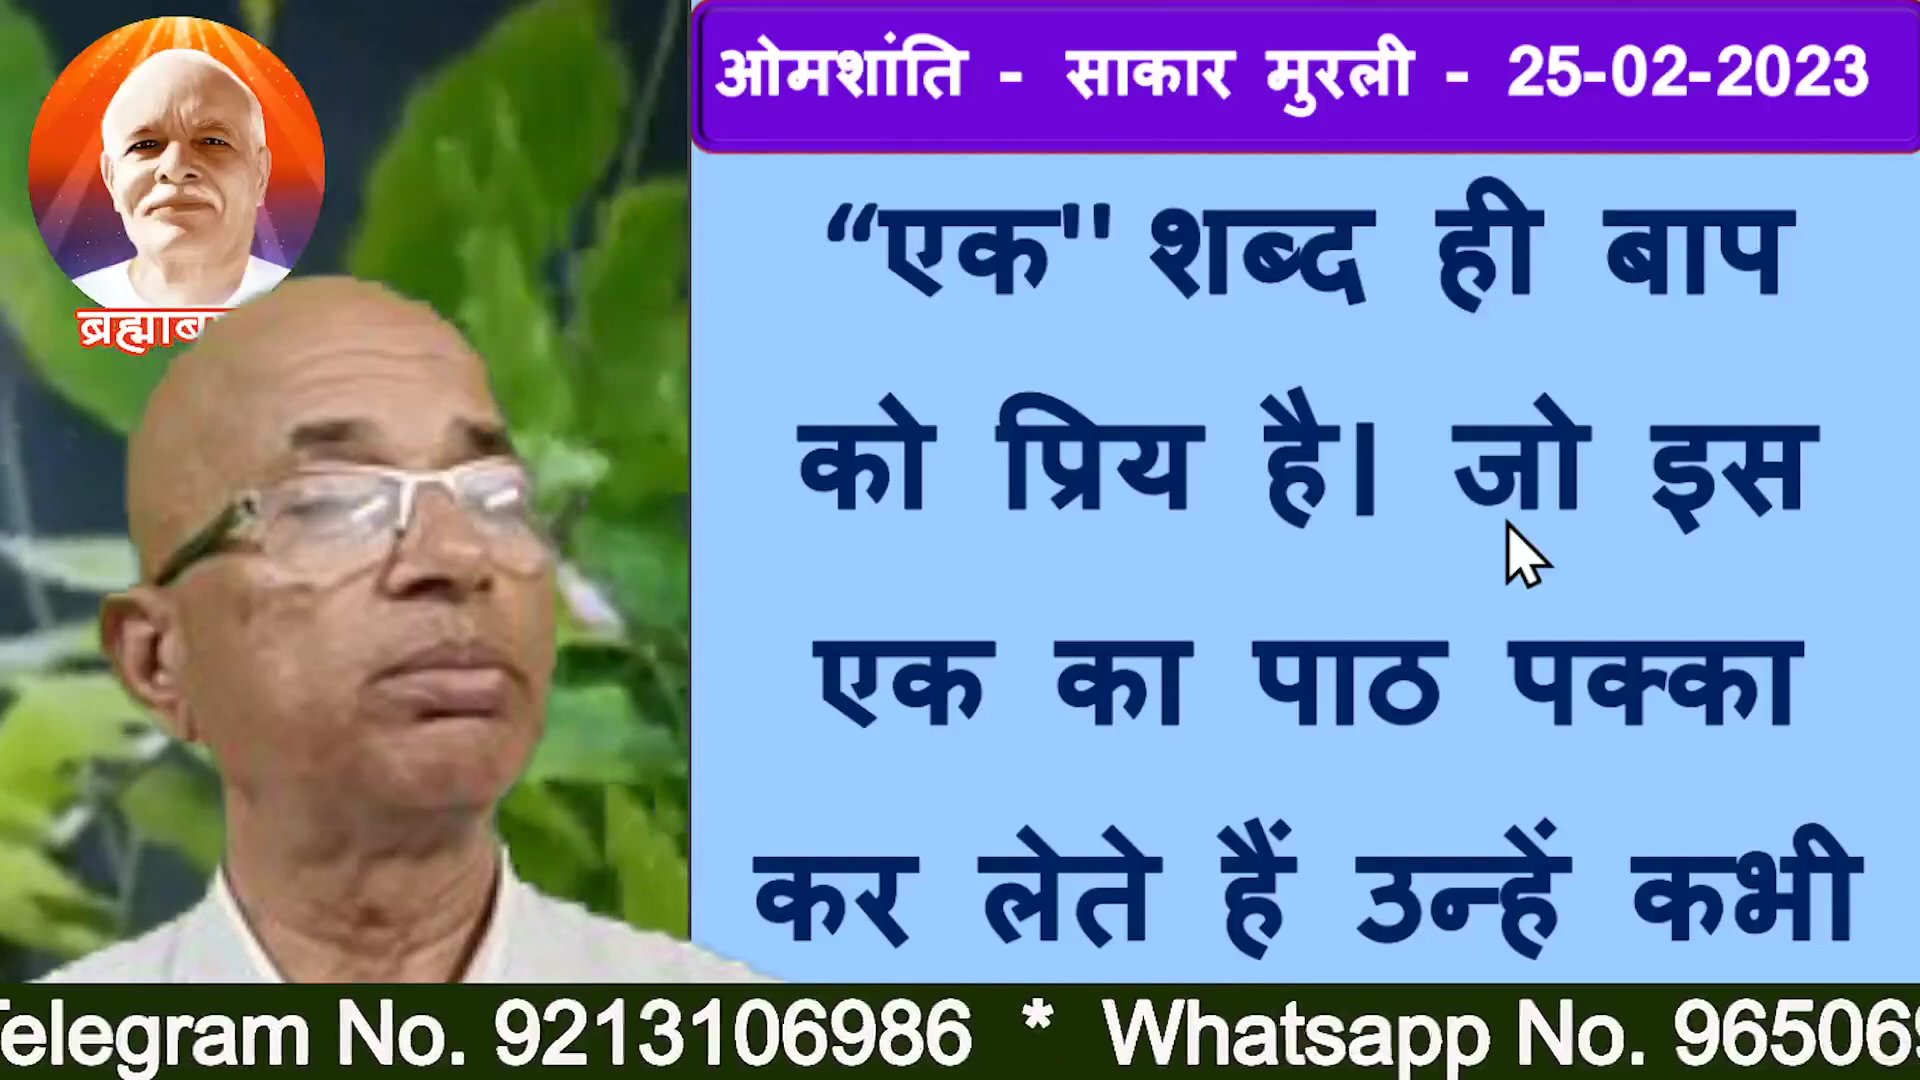 ओमशांति - साकार मुरली - 25-02-2023
“एक" शब्द ही बाप
को प्रिय है। जो इस
एक का पाठ पक्का
कर लेते हैं उन्हें कभी
Telegram No. 9213106986 * Whatsapp No.